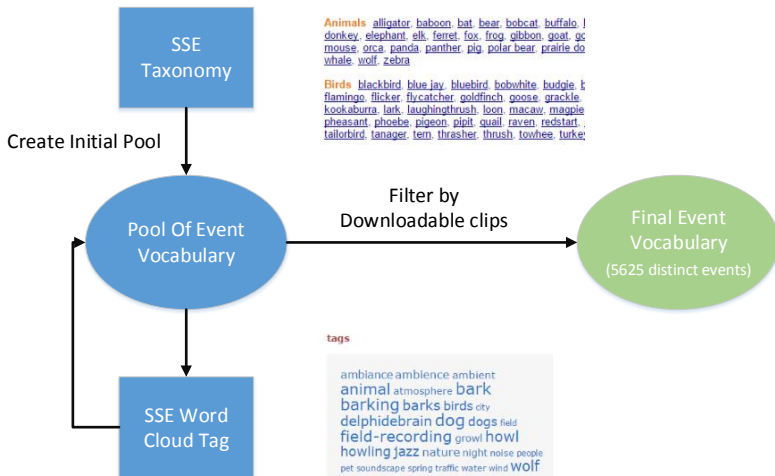 SSE
Taxonomy
Animals alligator, baboon, bat, bear, bobcat, buffalo,
donkey, elephant, elk, ferret, fox, frog, gibbon, goat,
mouse, orca, panda, panther, pig, polar bear, prairie
whale, wolf, zebra
Birds blackbird, blue jay, bluebird, bobwhite, budgie,
flamingo, flicker, flycatcher, goldfinch, goose, grackle,
kookaburra, lark, laughingthrush, loon, macaw, magpie
pheasant, phoebe, pigeon, pipit, quail, raven, redstart,
tailorbird, tanager, tern, thrasher, thrush, towhee, turkey
Create Initial Pool
Pool Of Event
Vocabulary
Filter by
Downloadable clips
Final Event
Vocabulary
(5625 distinct events)
SSE Word
Cloud Tag
tags
ambiance ambience ambient
animal atmosphere bark
barking barks birds city
delphidebrain dog dogs field
field-recording growl howl
howling jazz nature night noise people
pet soundscape spring traffic water wind wolf